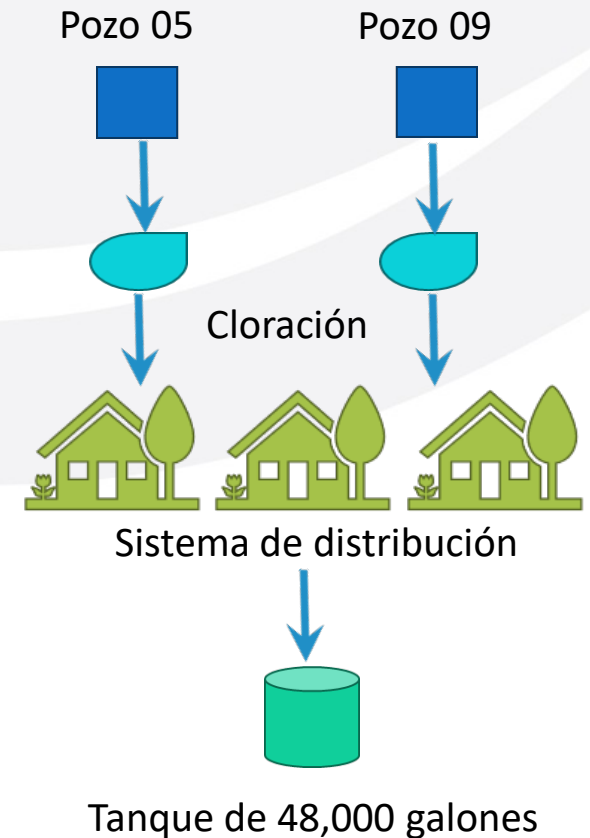 Pozo 05
Pozo 09
Cloración
Sistema de distribución
Tanque de 48,000 galones